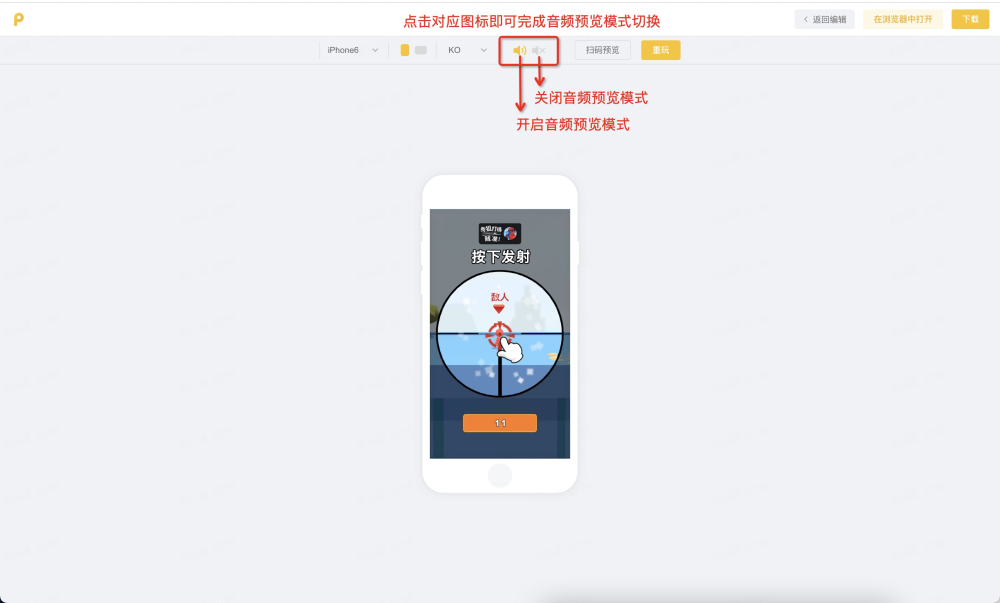 点击对应图标即可完成音频预览模式切换
返回编辑
在浏览器中打开
下载
iPhone6
KO
扫码预览
重玩
关闭音频预览模式
开启音频预览模式
按下发射
敌人
11